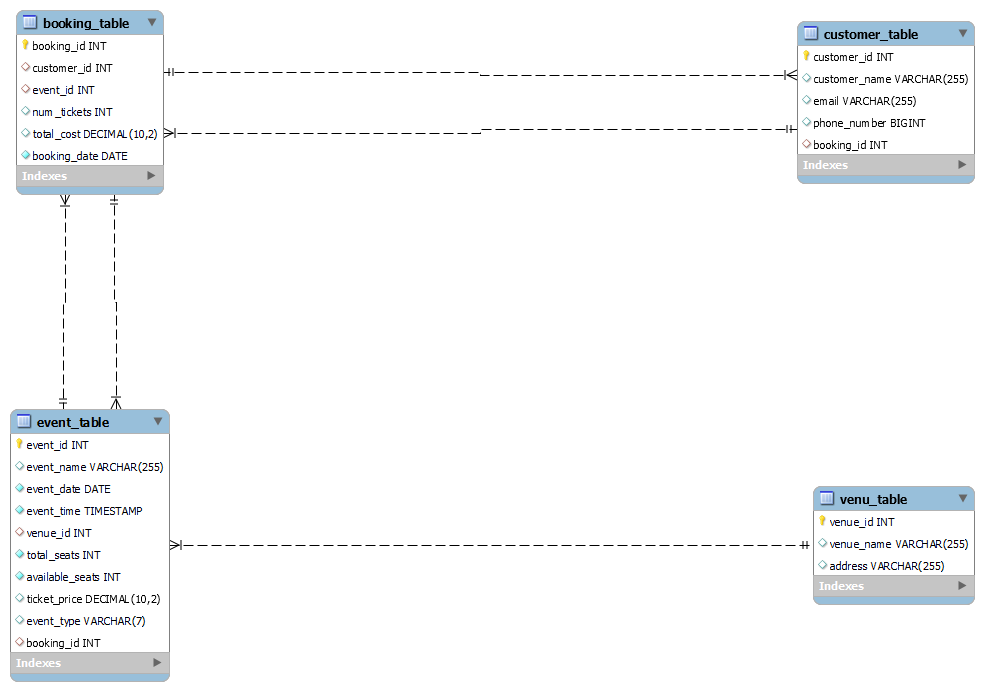 booking_table
booking_id INT
customer_id INT
event_id INT
num_tickets INT
total_cost DECIMAL(10,2)
booking_date DATE
Indexes
customer_table
customer_id INT
customer_name VARCHAR(255)
email VARCHAR(255)
phone_number BIGINT
booking_id INT
Indexes
event_table
event_id INT
event_name VARCHAR(255)
event_date DATE
event_time TIMESTAMP
venue_id INT
total_seats INT
available_seats INT
ticket_price DECIMAL(10,2)
event_type VARCHAR(7)
booking_id INT
Indexes
venu_table
venue_id INT
venue_name VARCHAR(255)
address VARCHAR(255)
Indexes